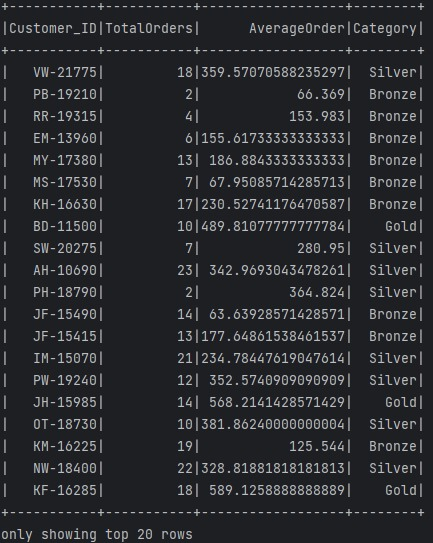 +-----------+-----------+------------------+--------+
|Customer_ID|TotalOrders|      AverageOrder|Category|
+-----------+-----------+------------------+--------+
|   VW-21775|         18|359.57070588235297|  Silver|
|   PB-19210|          2|            66.369|  Bronze|
|   RR-19315|          4|           153.983|  Bronze|
|   EM-13960|          6|155.61733333333333|  Bronze|
|   MY-17380|         13| 186.8843333333333|  Bronze|
|   MS-17530|          7| 67.95085714285713|  Bronze|
|   KH-16630|         17|230.52741176470587|  Bronze|
|   BD-11500|         10|489.81077777777784|    Gold|
|   SW-20275|          7|            280.95|  Silver|
|   AH-10690|         23| 342.9693043478261|  Silver|
|   PH-18790|          2|           364.824|  Silver|
|   JF-15490|         14| 63.63928571428571|  Bronze|
|   JF-15415|         13|177.64861538461537|  Bronze|
|   IM-15070|         21|234.78447619047614|  Silver|
|   PW-19240|         12| 352.5740909090909|  Silver|
|   JH-15985|         14| 568.2141428571429|    Gold|
|   OT-18730|         10|381.86240000000004|  Silver|
|   KM-16225|         19|           125.544|  Bronze|
|   NW-18400|         22|328.81881818181813|  Silver|
|   KF-16285|         18| 589.1258888888889|    Gold|
+-----------+-----------+------------------+--------+
only showing top 20 rows